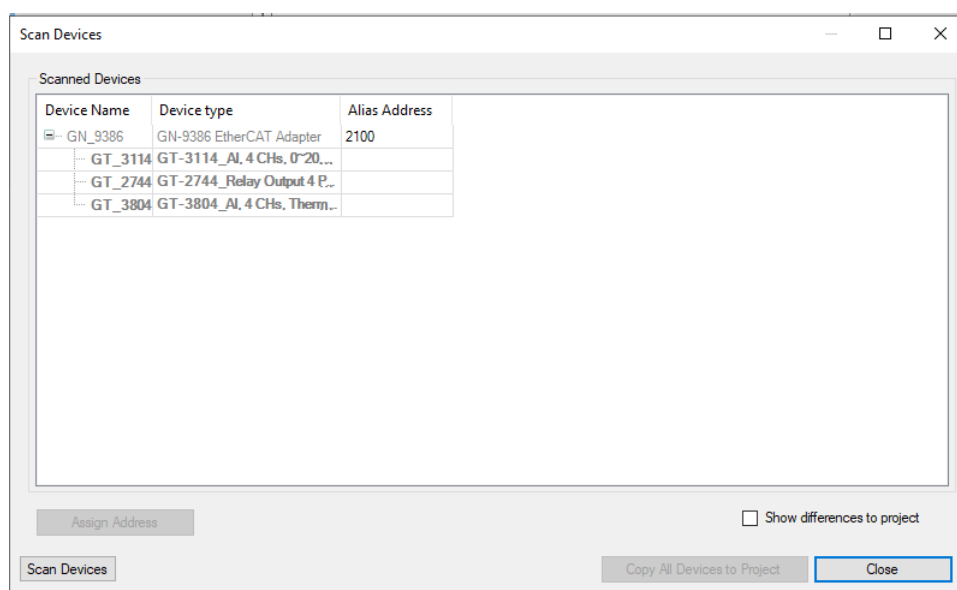 Scan Devices
Scanned Devices
Device Name Device type Alias Address
GN_9386 GN-9386 EtherCAT Adapter 2100
GT_3114 GT-3114_AI, 4 CHs, 0~20,...
GT_2744 GT-2744_Relay Output 4 P...
GT_3804 GT-3804_AI, 4 CHs, Therm...
Assign Address
Show differences to project
Scan Devices
Copy All Devices to Project
Close